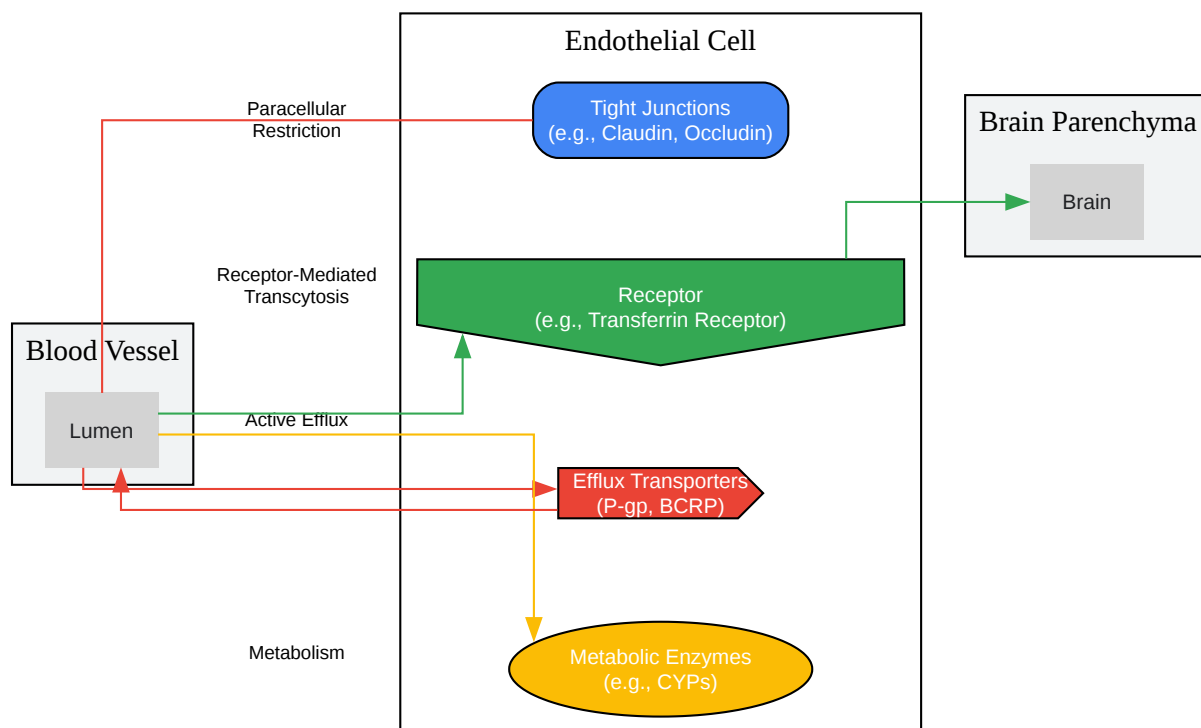 Endothelial Cell
Paracellular
Restriction
Tight Junctions
(e.g., Claudin, Occludin)
Brain Parenchyma
Brain
Receptor-Mediated
Transcytosis
Receptor
(e.g., Transferrin Receptor)
Blood Vessel
Lumen
Active Efflux
Efflux Transporters
(P-gp, BCRP)
Metabolism
Metabolic Enzymes
(e.g., CYPs)